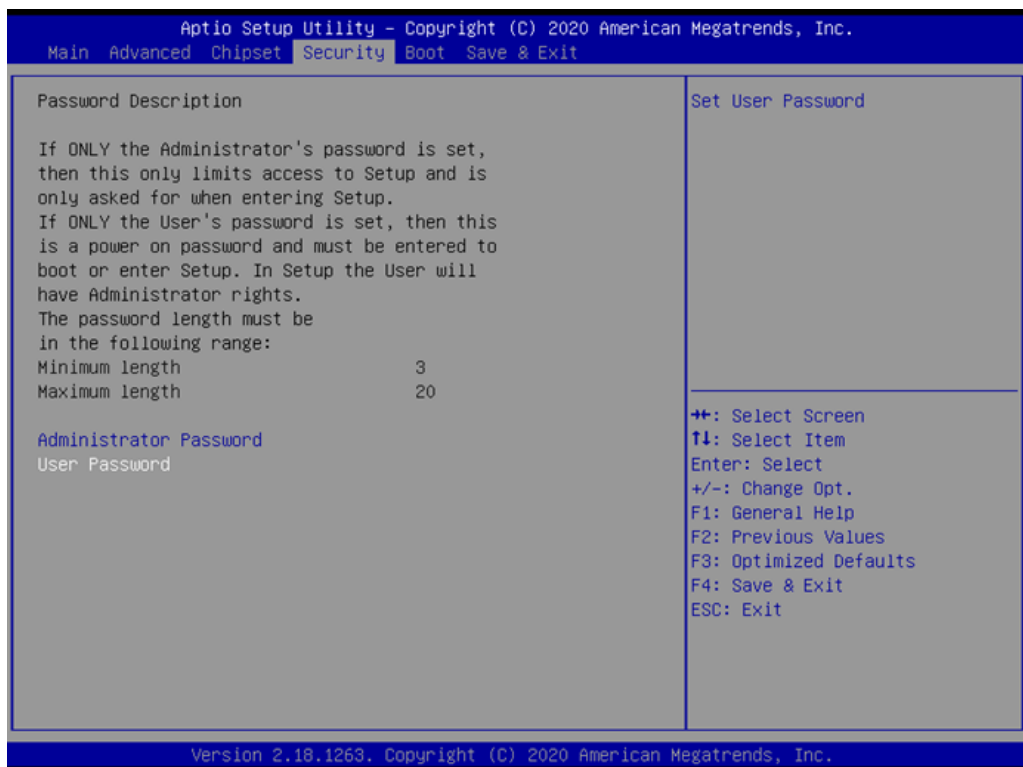 Aptio Setup Utility – Copyright (C) 2020 American Megatrends, Inc.
Main Advanced Chipset Security Boot Save & Exit
Password Description
If ONLY the Administrator's password is set,
then this only limits access to Setup and is
only asked for when entering Setup.
If ONLY the User's password is set, then this
is a power on password and must be entered to
boot or enter Setup. In Setup the User will
have Administrator rights.
The password length must be
in the following range:
Minimum length 3
Maximum length 20
Administrator Password
User Password
Set User Password
→←: Select Screen
↑↓: Select Item
Enter: Select
+/-: Change Opt.
F1: General Help
F2: Previous Values
F3: Optimized Defaults
F4: Save & Exit
ESC: Exit
Version 2.18.1263. Copyright (C) 2020 American Megatrends, Inc.